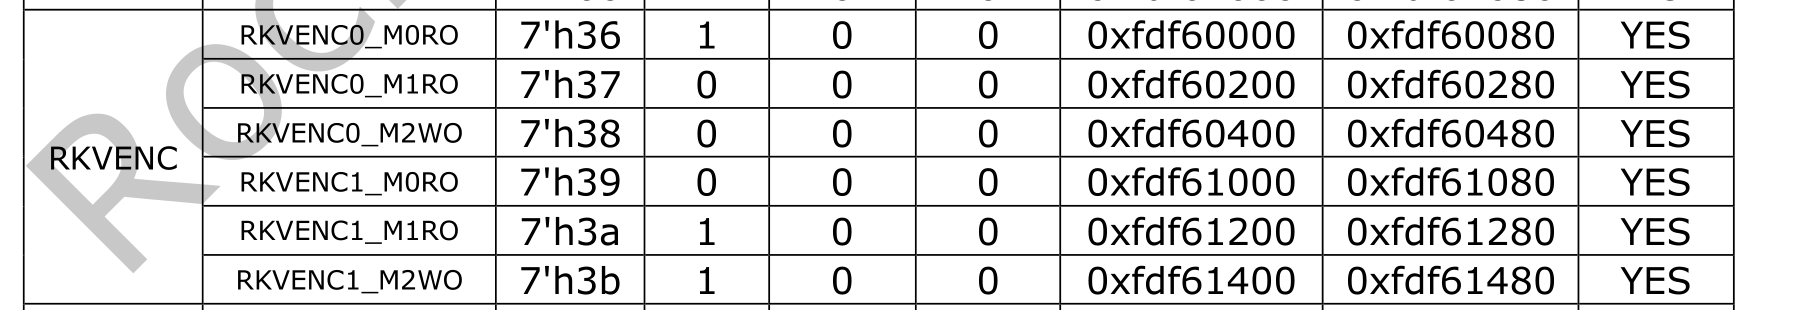 RKVENC
RKVENC0_M0RO 7'h36 1 0 0 0xfdf60000 0xfdf60080 YES
RKVENC0_M1RO 7'h37 0 0 0 0xfdf60200 0xfdf60280 YES
RKVENC0_M2WO 7'h38 0 0 0 0xfdf60400 0xfdf60480 YES
RKVENC1_M0RO 7'h39 0 0 0 0xfdf61000 0xfdf61080 YES
RKVENC1_M1RO 7'h3a 1 0 0 0xfdf61200 0xfdf61280 YES
RKVENC1_M2WO 7'h3b 1 0 0 0xfdf61400 0xfdf61480 YES
Roc